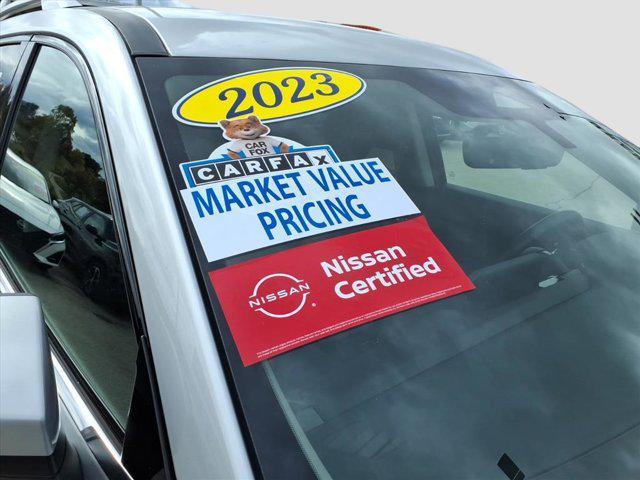 2023
CAR
FOX
CARFAX
MARKET VALUE
PRICING
NISSAN ®
Nissan
Certified